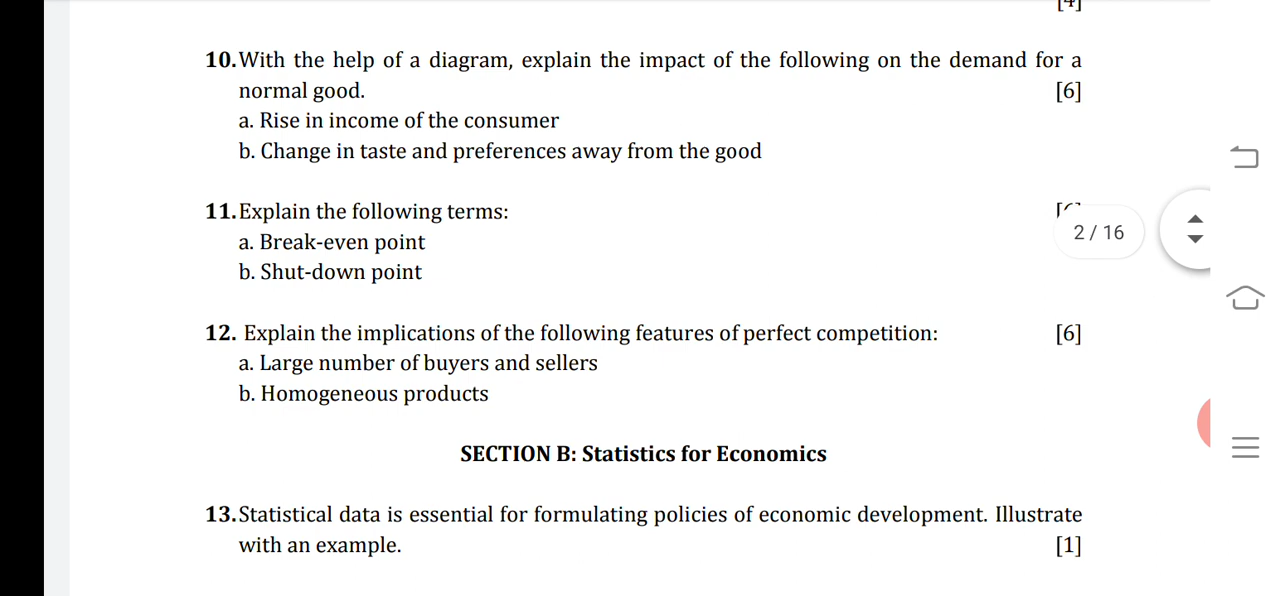 10.With the help of a diagram, explain the impact of the following on the demand for a
normal good. [6]
a. Rise in income of the consumer
b. Change in taste and preferences away from the good
11.Explain the following terms:
2 / 16
a. Break-even point
b. Shut-down point
12. Explain the implications of the following features of perfect competition: [6]
a. Large number of buyers and sellers
b. Homogeneous products
SECTION B: Statistics for Economics
13.Statistical data is essential for formulating policies of economic development. Illustrate
with an example. [1]